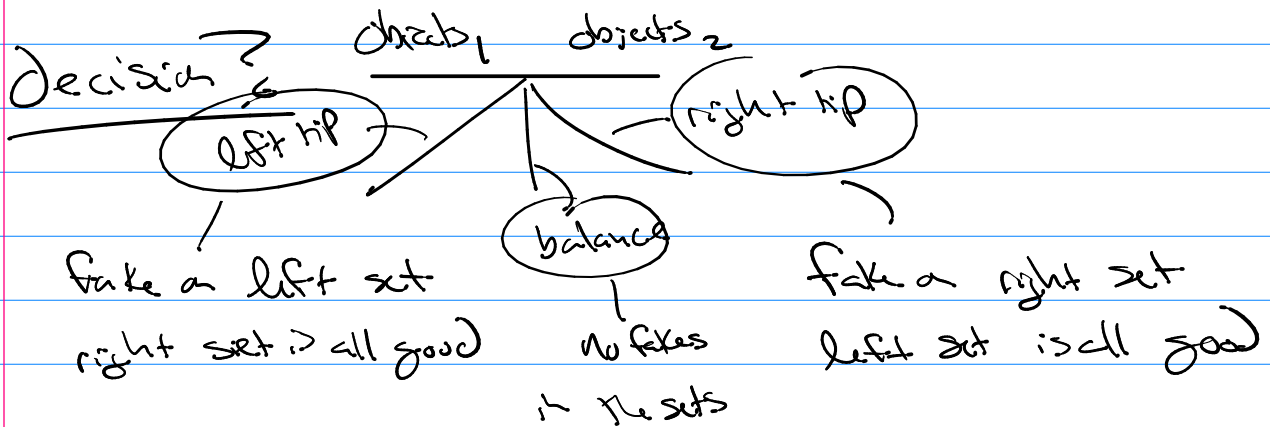 decision?
objects1 objects2
left tip
right tip
balance
fake on left set
right set is all good
no fakes
in the sets
fake on right set
left set is all good